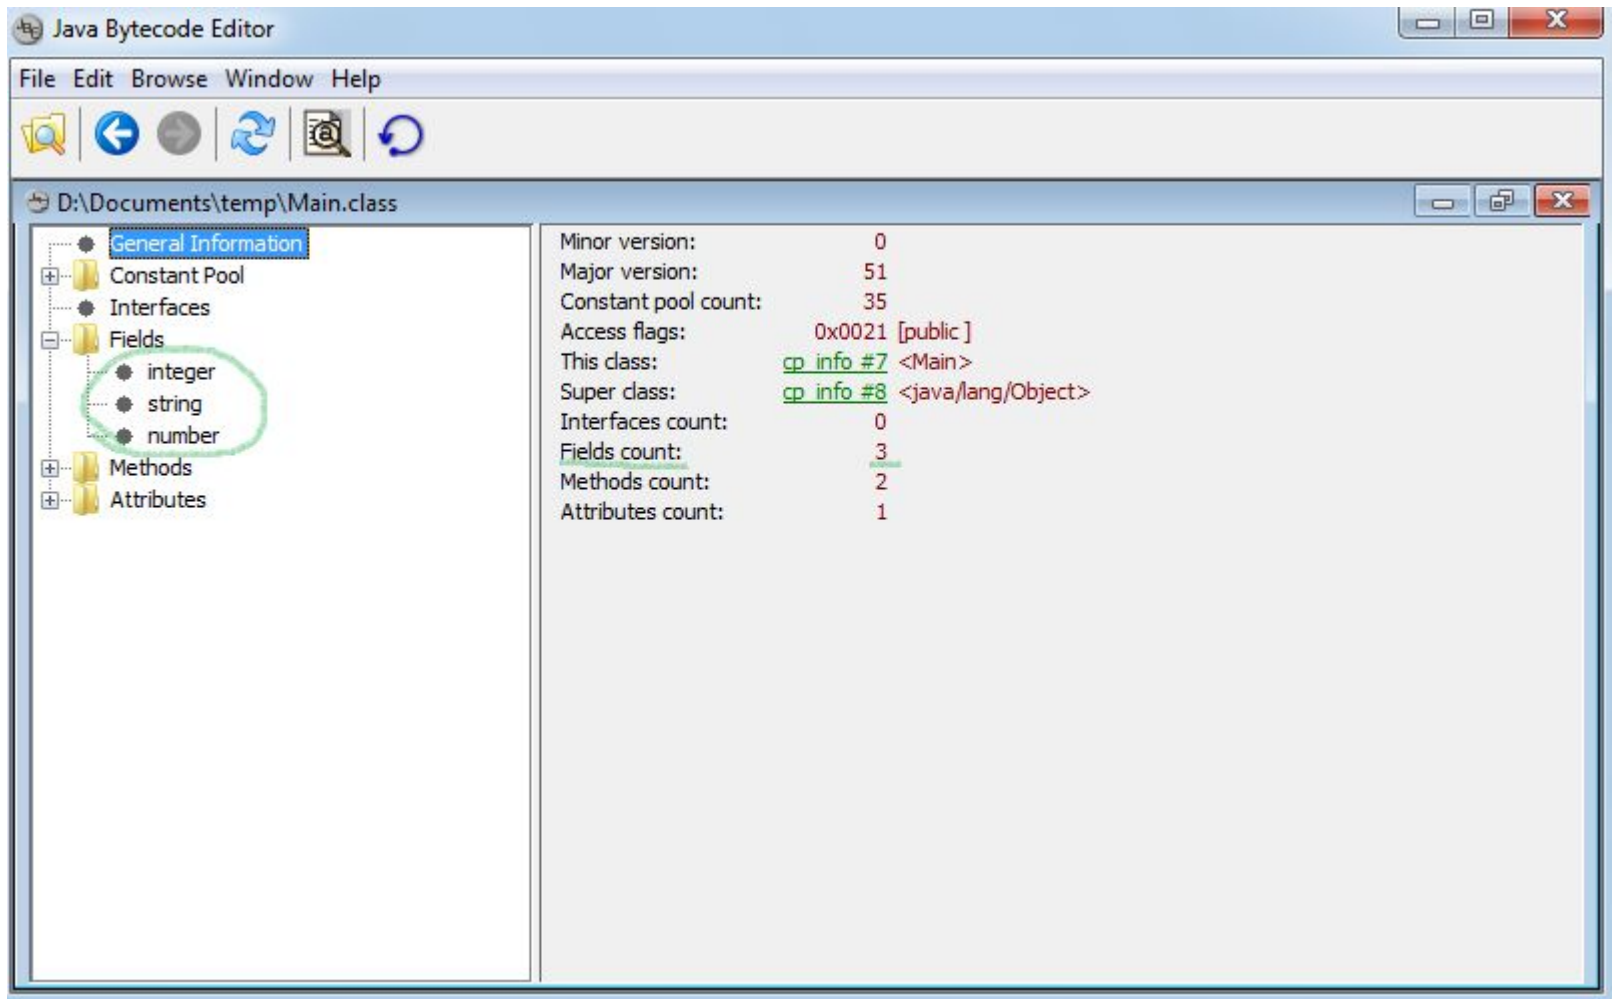 Java Bytecode Editor
File Edit Browse Window Help
D:\Documents\temp\Main.class
General Information
Constant Pool
Interfaces
Fields
integer
string
number
Methods
Attributes
Minor version: 0
Major version: 51
Constant pool count: 35
Access flags: 0x0021 [public ]
This class: cp_info #7 <Main>
Super class: cp_info #8 <java/lang/Object>
Interfaces count: 0
Fields count: 3
Methods count: 2
Attributes count: 1